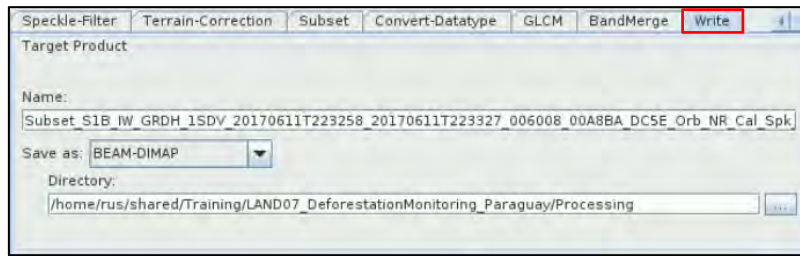 Speckle-Filter Terrain-Correction Subset Convert-Datatype GLCM BandMerge Write
Target Product
Name:
Subset_S1B_IW_GRDH_1SDV_20170611T223258_20170611T223327_006008_00A8BA_DC5E_Orb_NR_Cal_Spk_
Save as: BEAM-DIMAP
Directory:
/home/rus/shared/Training/LAND07_DeforestationMonitoring_Paraguay/Processing
...